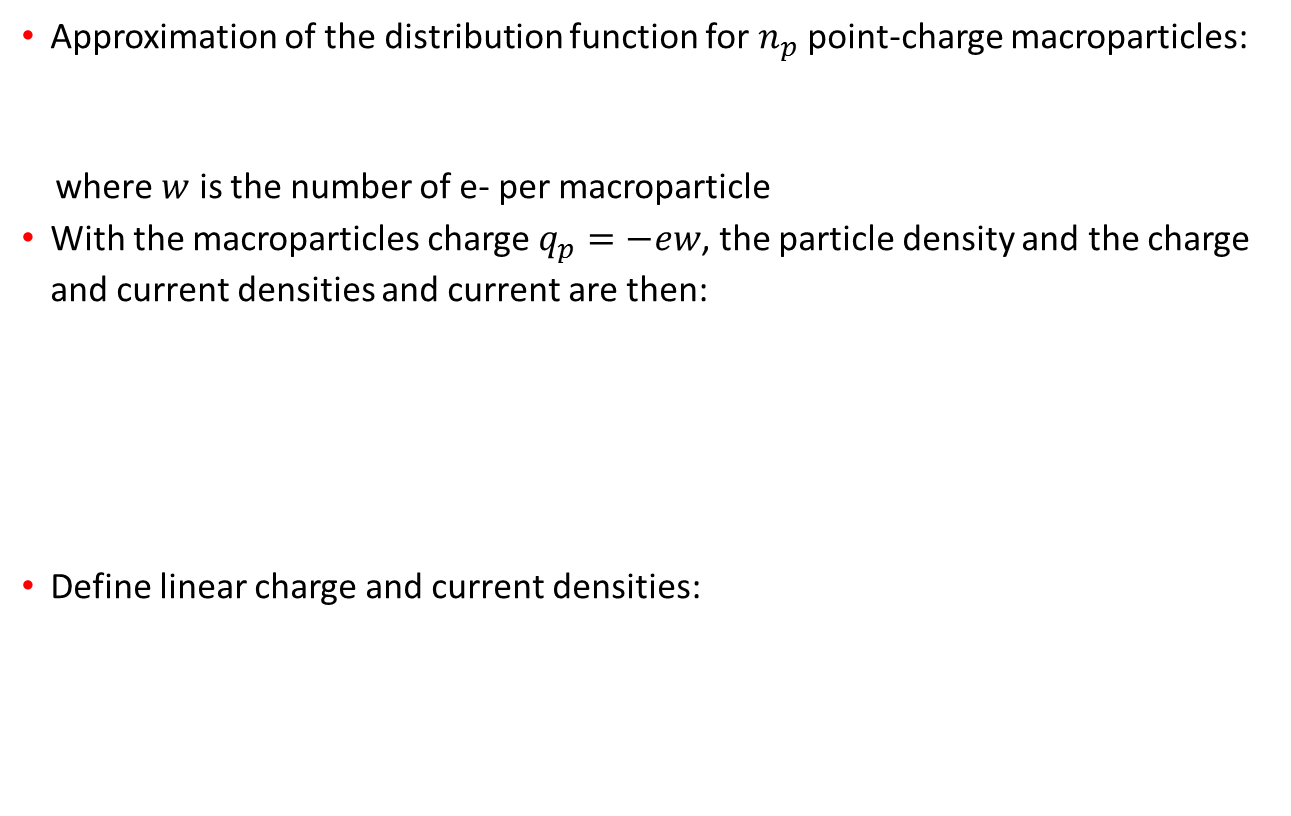 • Approximation of the distribution function for 𝑛ₚ point-charge macroparticles:
where 𝑤 is the number of e- per macroparticle
• With the macroparticles charge 𝑞ₚ = −𝑒𝑤, the particle density and the charge
and current densities and current are then:
• Define linear charge and current densities: